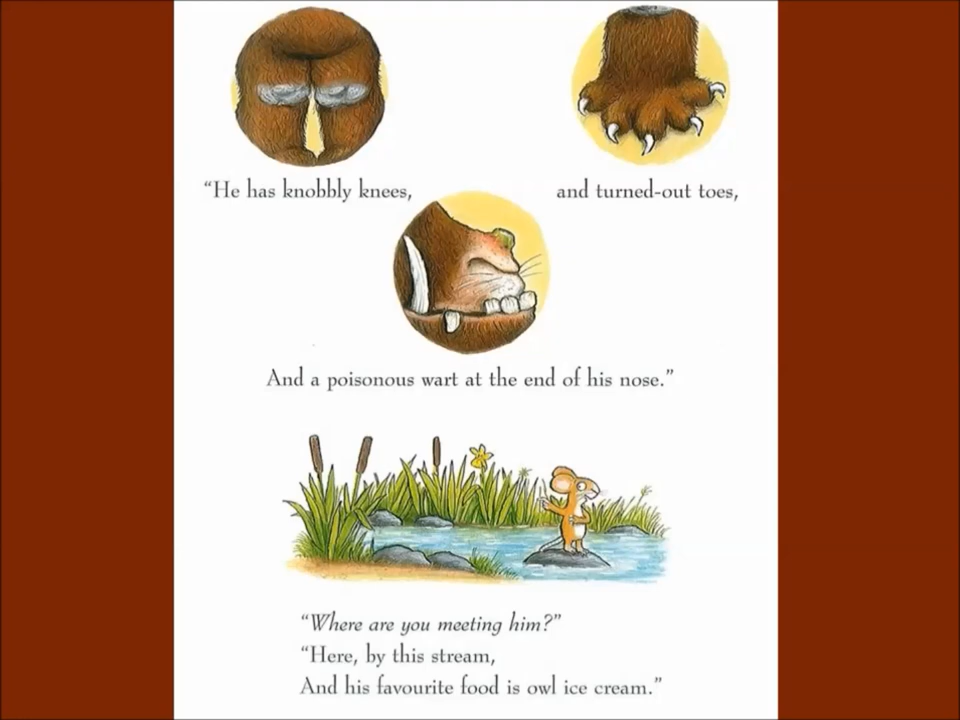 “He has knobbly knees,
and turned-out toes,
And a poisonous wart at the end of his nose.”
“Where are you meeting him?”
“Here, by this stream,
And his favourite food is owl ice cream.”